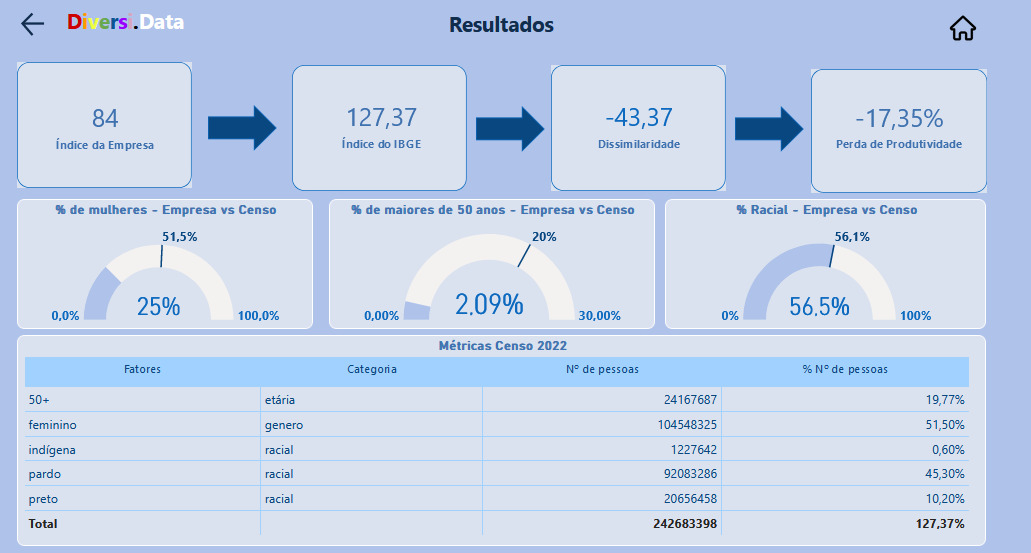 Diversi.Data
Resultados
84
Índice da Empresa
127,37
Índice do IBGE
-43,37
Dissimilaridade
-17,35%
Perda de Produtividade
% de mulheres - Empresa vs Censo
51,5%
25%
0,0%
100,0%
% de maiores de 50 anos - Empresa vs Censo
20%
2,09%
0,00%
30,00%
% Racial - Empresa vs Censo
56,1%
56,5%
0%
100%
Métricas Censo 2022
Fatores Categoria Nº de pessoas % Nº de pessoas
50+ etária 24167687 19,77%
feminino genero 104548325 51,50%
indígena racial 1227642 0,60%
pardo racial 92083286 45,30%
preto racial 20656458 10,20%
Total 242683398 127,37%